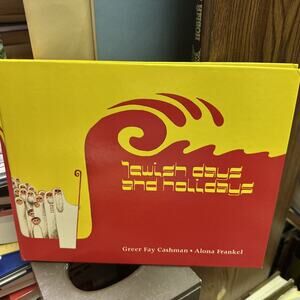 Jewish days
and holidays
Greer Fay Cashman • Alona Frankel